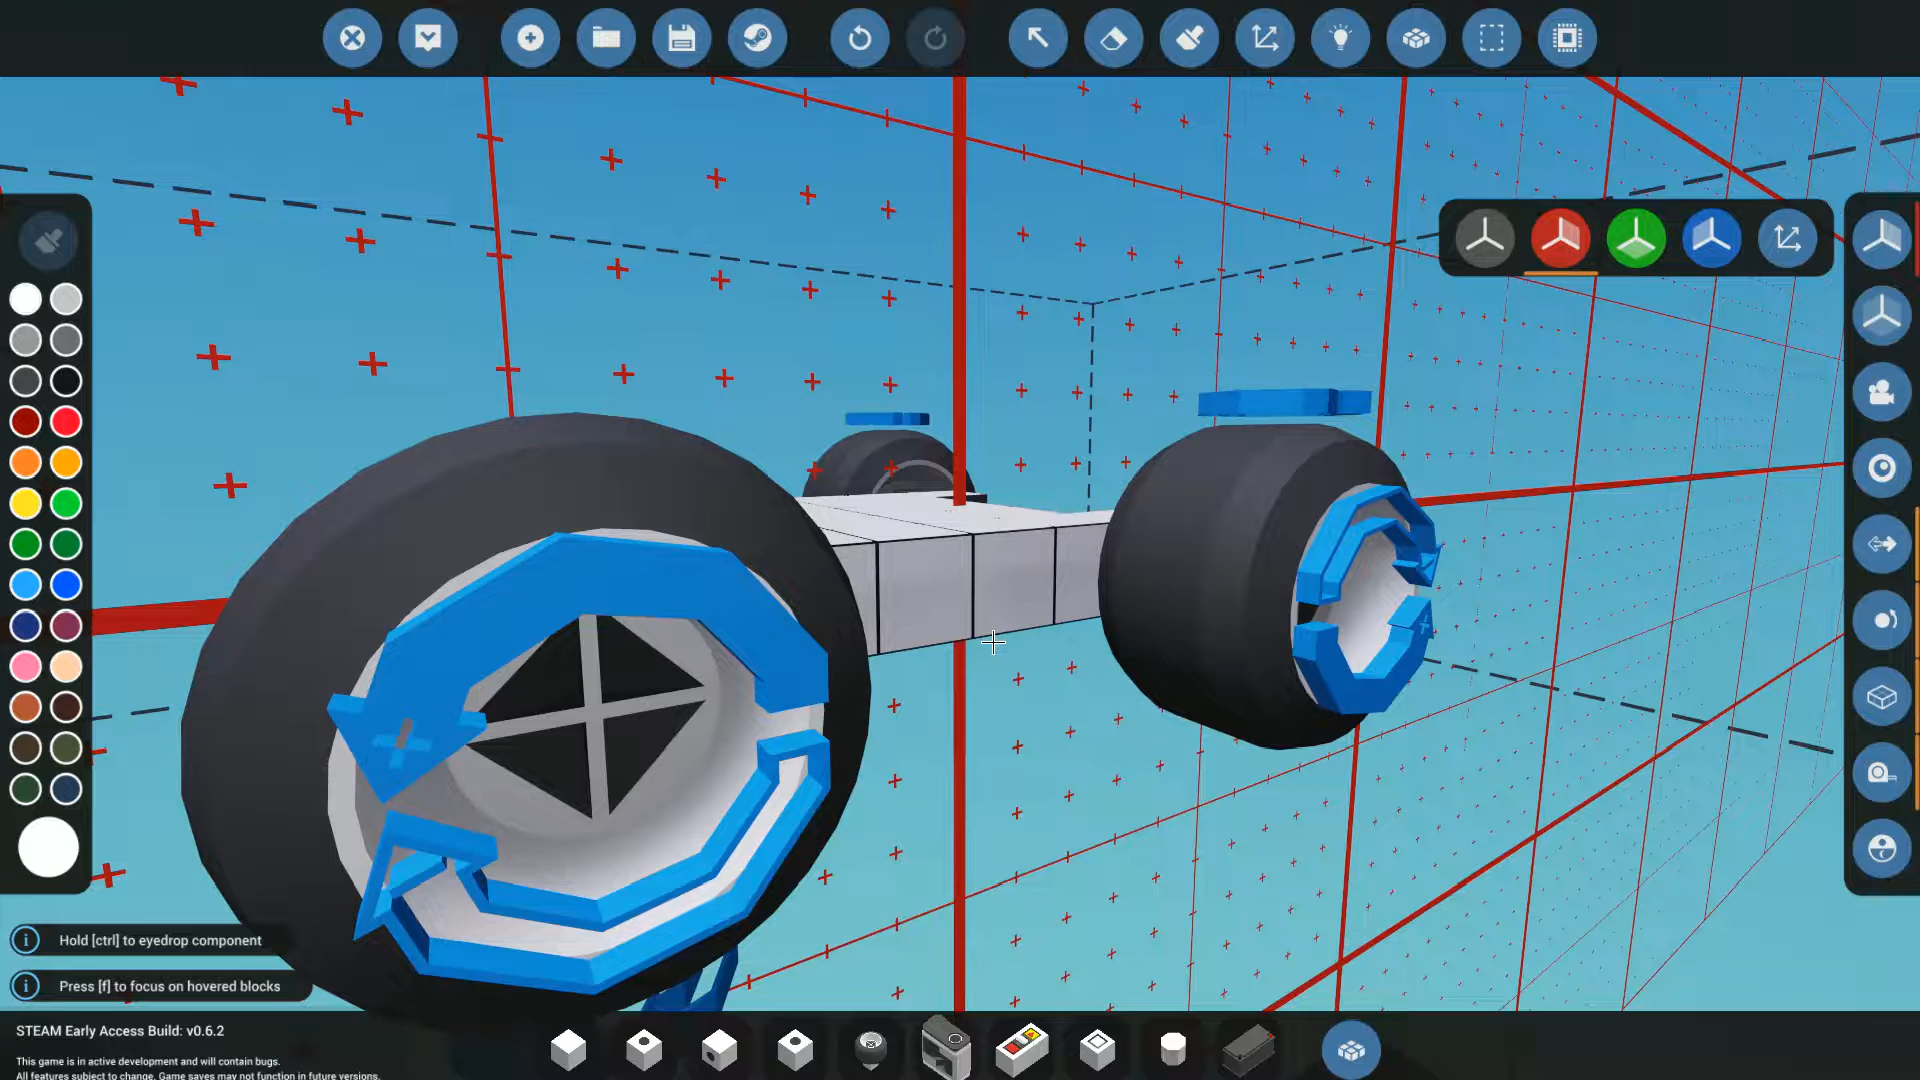 Hold [ctrl] to eyedrop component
Press [f] to focus on hovered blocks
STEAM Early Access Build: v0.6.2
This game is in active development and will contain bugs.
All features subject to change. Game saves may not function in future versions.